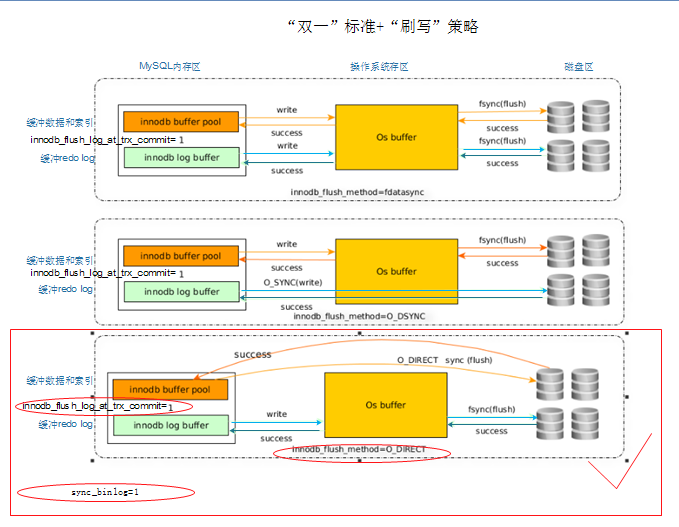 “双一”标准+“刷写”策略
MySQL内存区
操作系统存区
磁盘区
缓冲数据和索引
innodb buffer pool
write
success
Os buffer
fsync(flush)
success
innodb_flush_log_at_trx_commit= 1
缓冲redo log
innodb log buffer
write
success
fsync(flush)
success
innodb_flush_method=fdatasync
缓冲数据和索引
innodb buffer pool
write
success
Os buffer
fsync(flush)
success
innodb_flush_log_at_trx_commit= 1
缓冲redo log
innodb log buffer
O_SYNC(write)
success
innodb_flush_method=O_DSYNC
success
O_DIRECT sync (flush)
缓冲数据和索引
innodb buffer pool
Os buffer
innodb_flush_log_at_trx_commit= 1
缓冲redo log
innodb log buffer
write
success
fsync(flush)
success
innodb_flush_method=O_DIRECT
sync_binlog=1